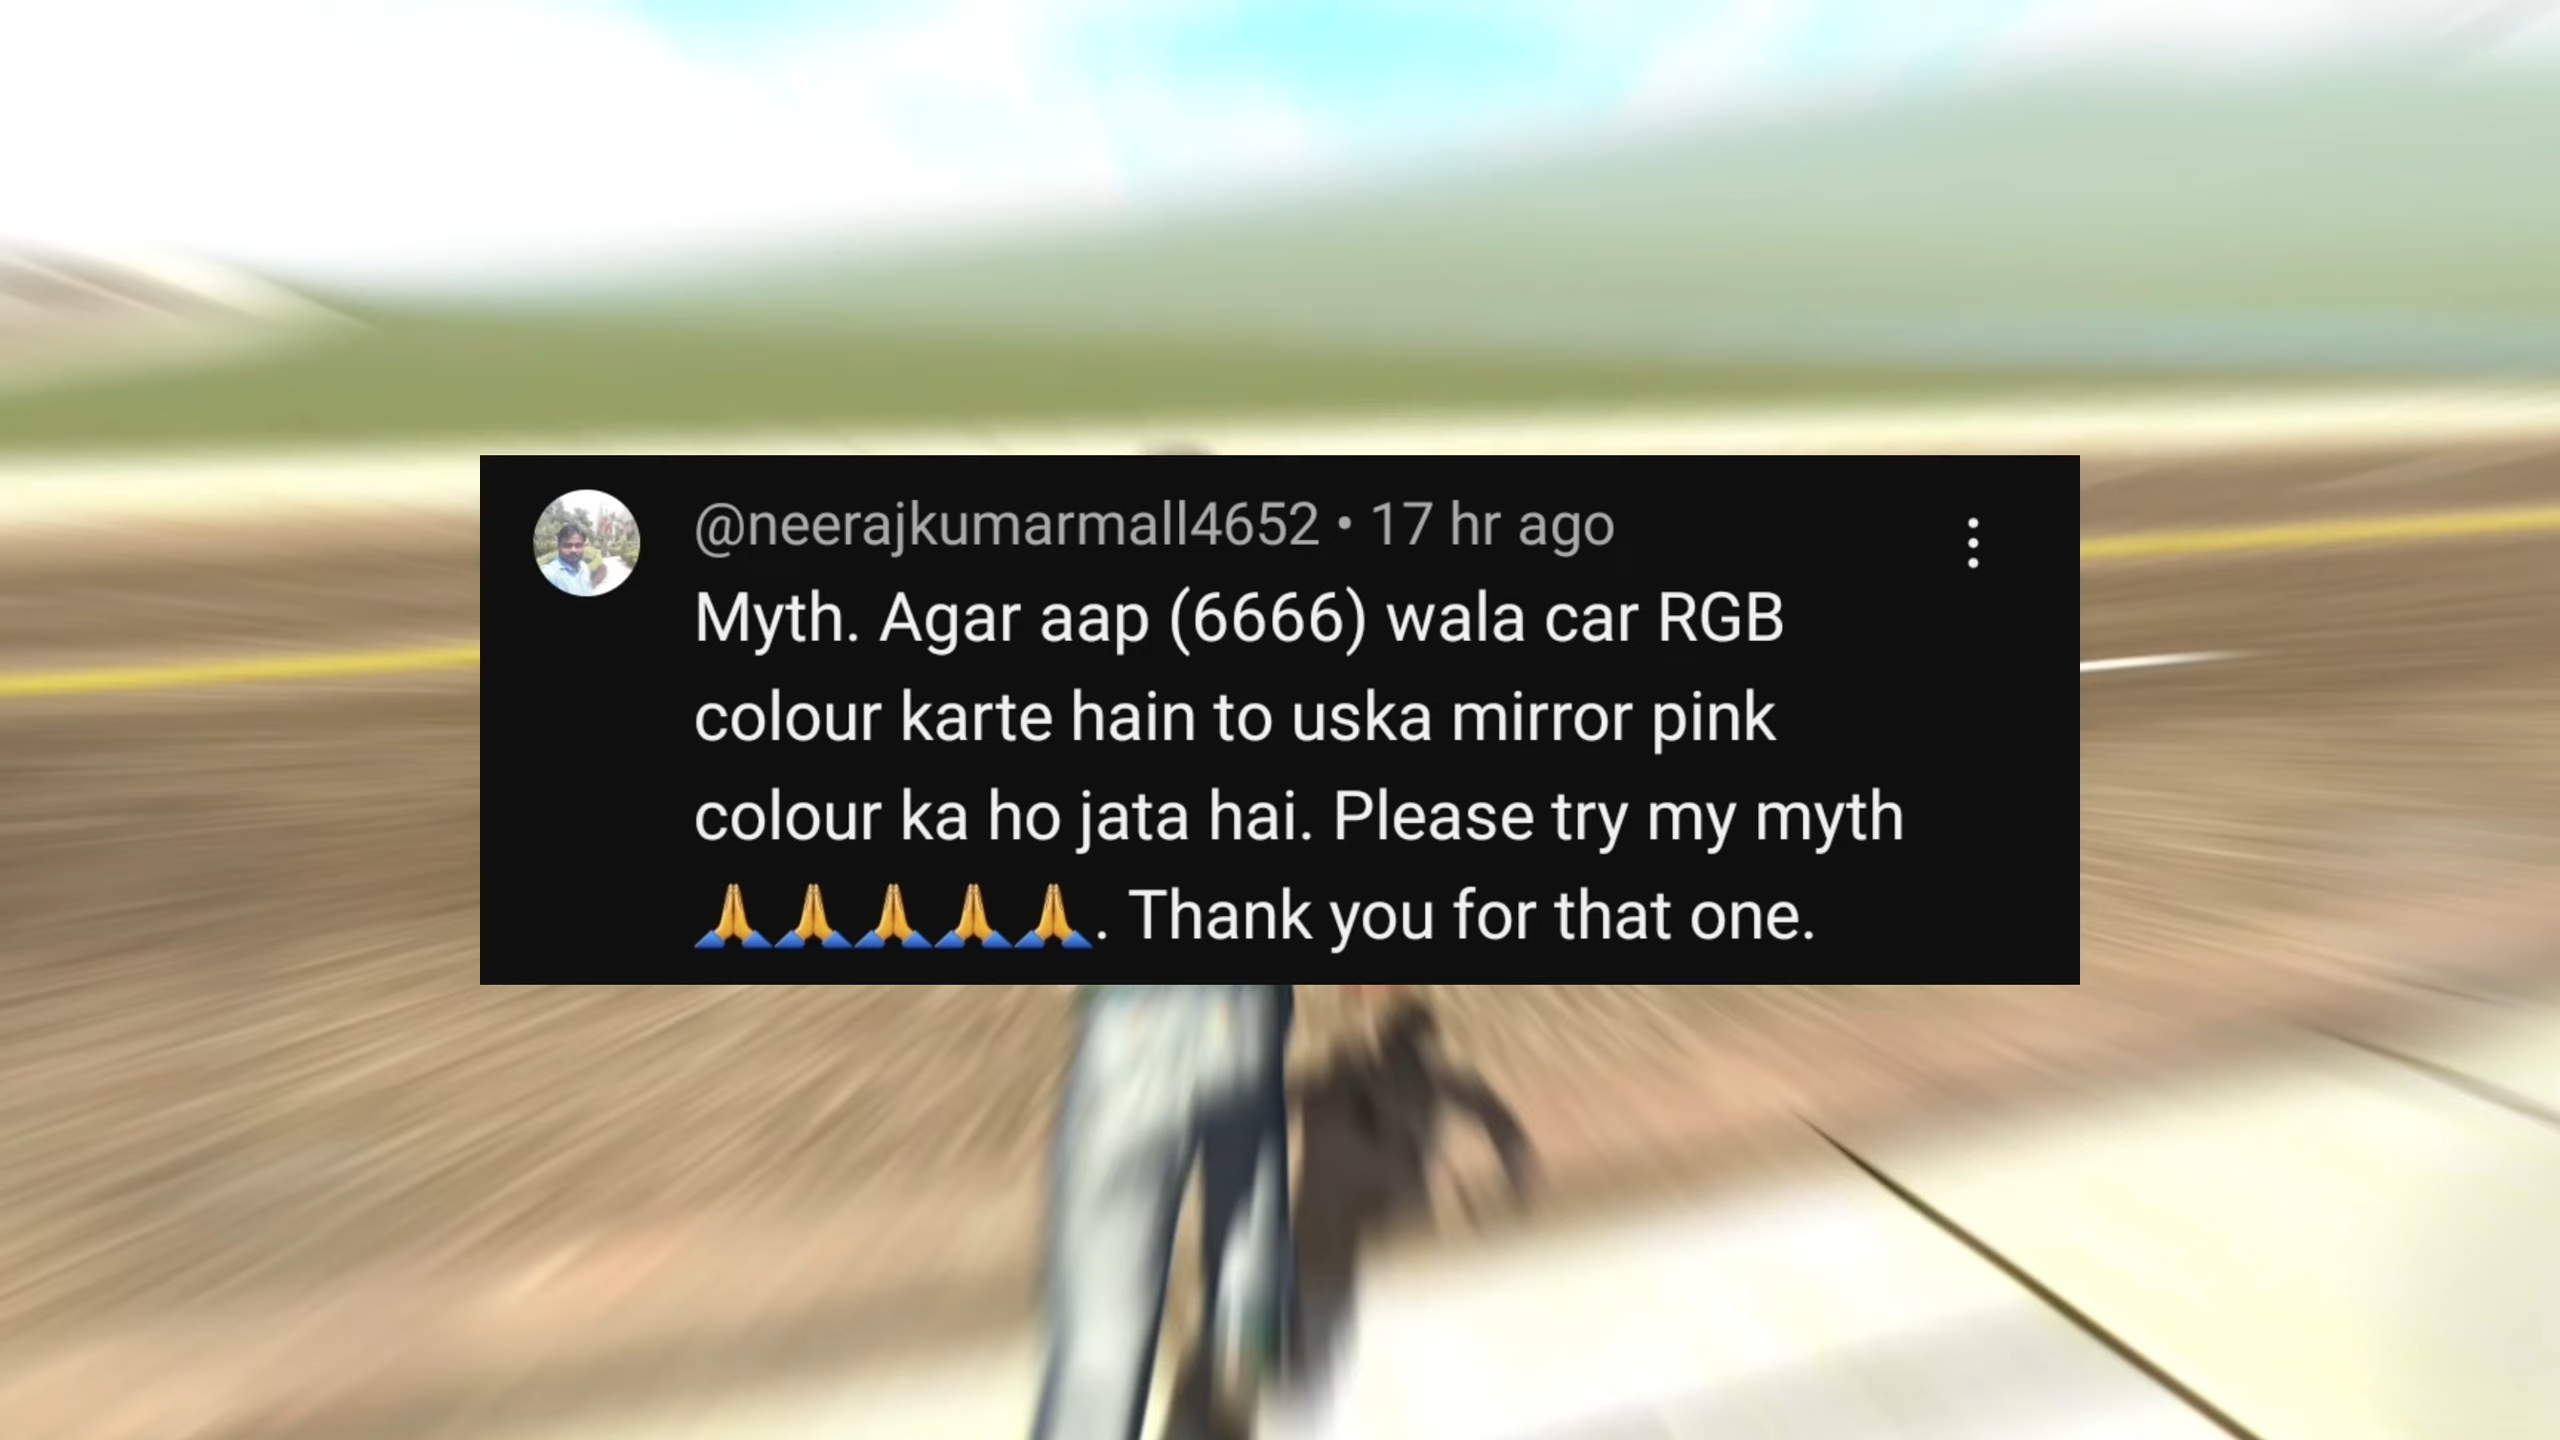 @neerajkumarmall4652 • 17 hr ago
Myth. Agar aap (6666) wala car RGB
colour karte hain to uska mirror pink
colour ka ho jata hai. Please try my myth
🙏🙏🙏🙏🙏. Thank you for that one.